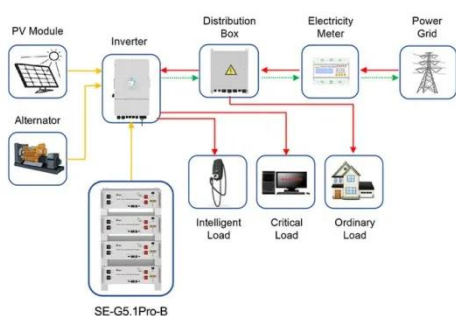 PV Module
Inverter
Distribution
Box
Electricity
Meter
Power
Grid
Alternator
Intelligent
Load
Critical
Load
Ordinary
Load
SE-G5.1Pro-B